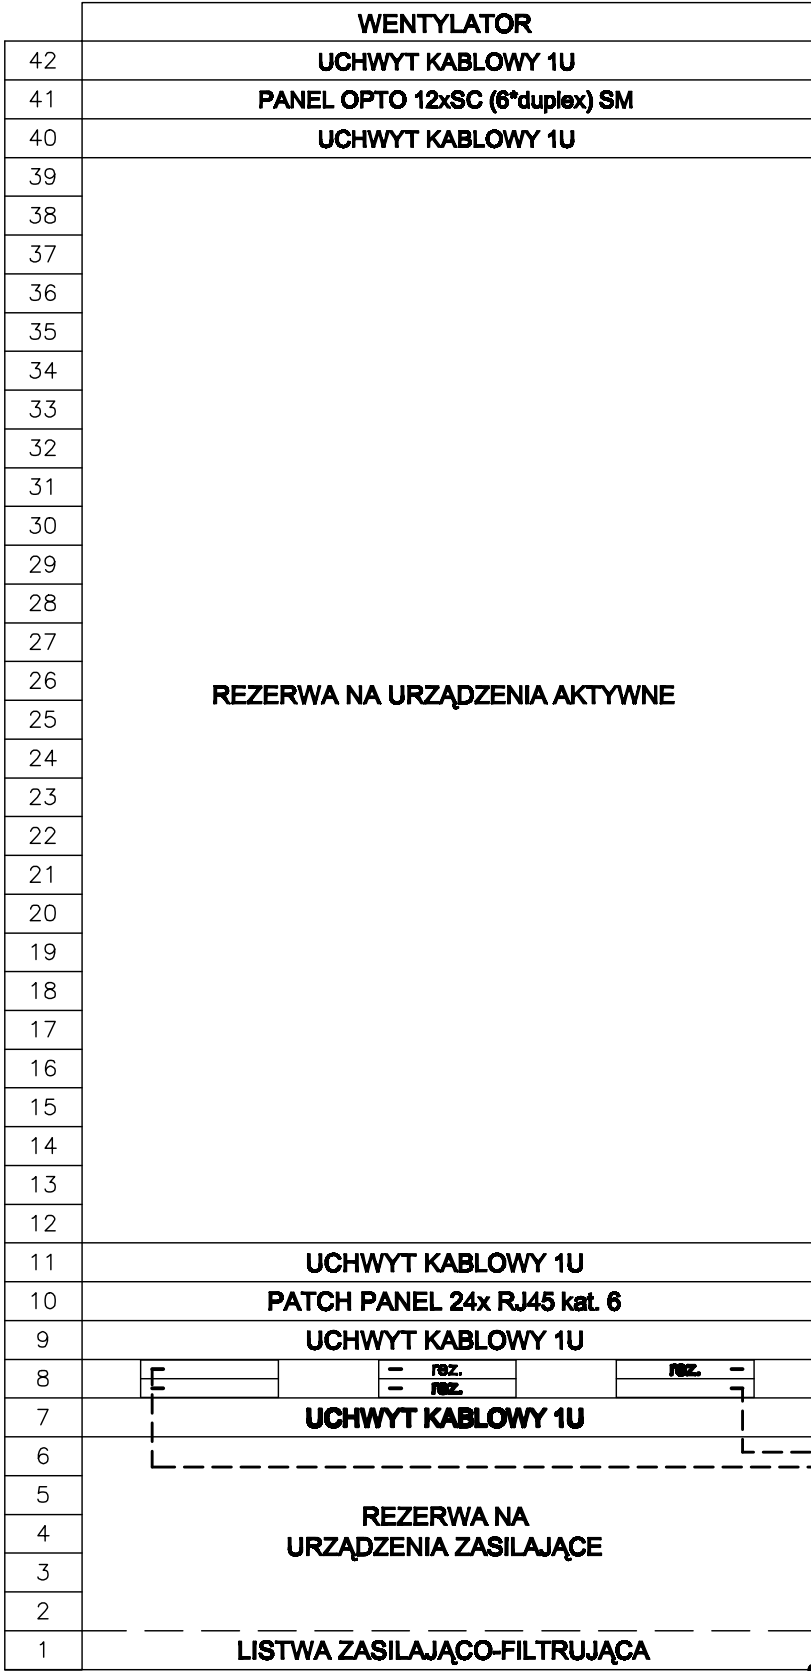 WENTYLATOR
42 UCHWYT KABLOWY 1U
41 PANEL OPTO 12xSC (6*duplex) SM
40 UCHWYT KABLOWY 1U
39
38
37
36
35
34
33
32
31
30
29
28
27
26 REZERWA NA URZĄDZENIA AKTYWNE
25
24
23
22
21
20
19
18
17
16
15
14
13
12
11 UCHWYT KABLOWY 1U
10 PATCH PANEL 24x RJ45 kat. 6
9 UCHWYT KABLOWY 1U
8 rez. rez.
rez.
7 UCHWYT KABLOWY 1U
6
5
REZERWA NA
4 URZĄDZENIA ZASILAJĄCE
3
2
1 LISTWA ZASILAJĄCO-FILTRUJĄCA